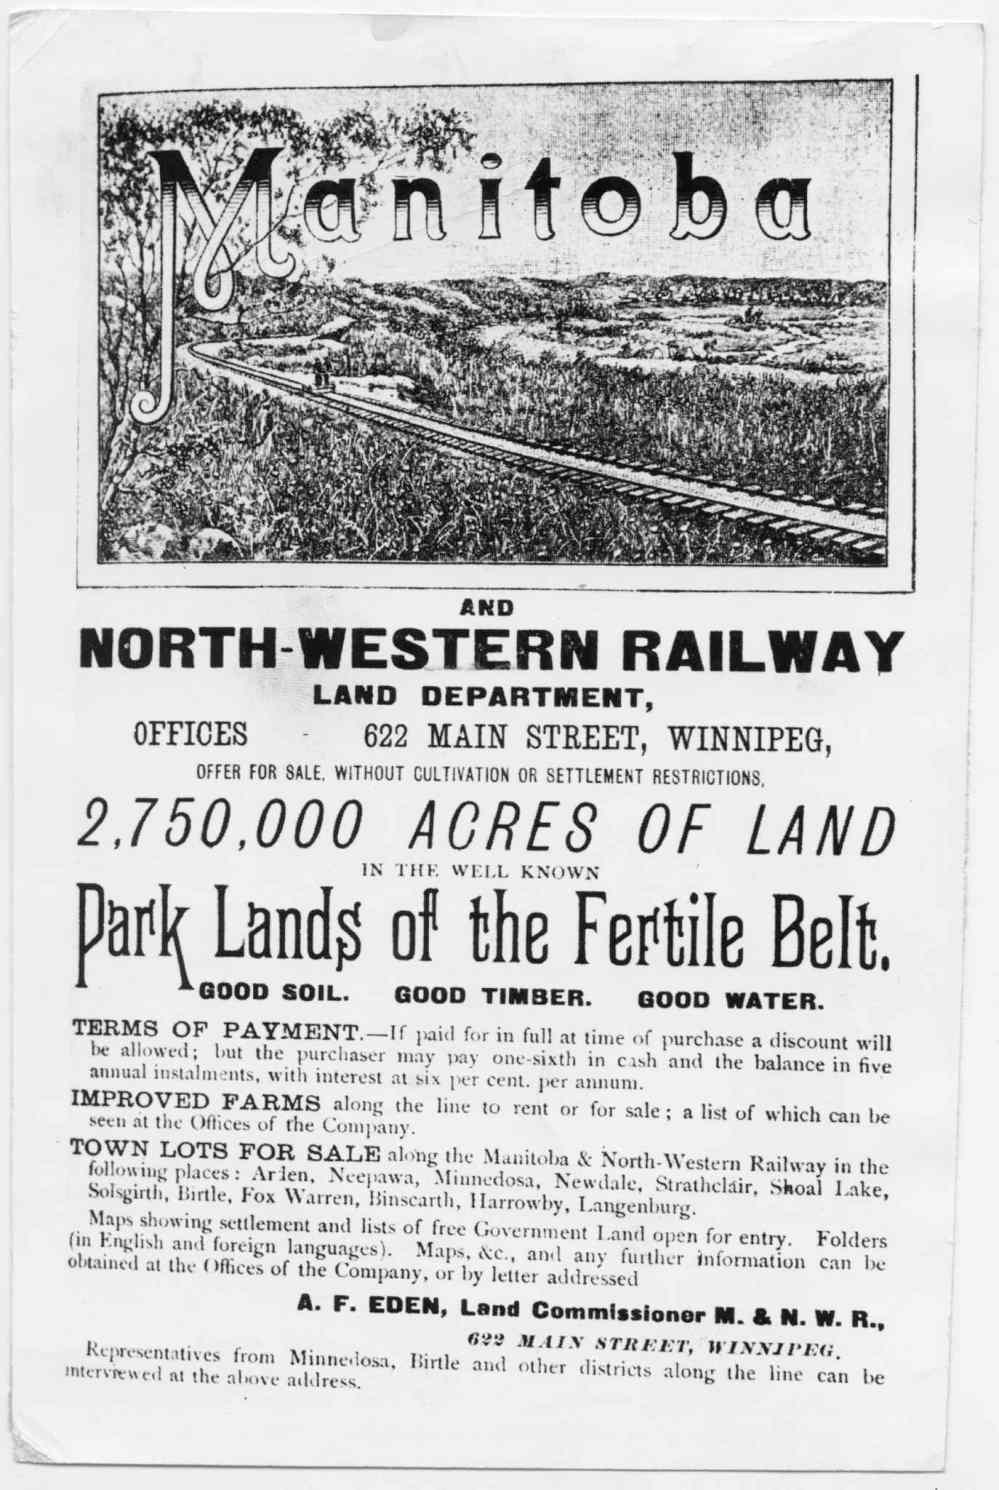 Manitoba
AND
NORTH-WESTERN RAILWAY
LAND DEPARTMENT,
OFFICES - 622 MAIN STREET, WINNIPEG,
OFFER FOR SALE, WITHOUT CULTIVATION OR SETTLEMENT RESTRICTIONS,
2,750,000 ACRES OF LAND
IN THE WELL KNOWN
Park Lands of the Fertile Belt.
GOOD SOIL. GOOD TIMBER. GOOD WATER.
TERMS OF PAYMENT.—If paid for in full at time of purchase a discount will
be allowed; but the purchaser may pay one-sixth in cash and the balance in five
annual instalments, with interest at six per cent. per annum.
IMPROVED FARMS along the line to rent or for sale; a list of which can be
seen at the Offices of the Company.
TOWN LOTS FOR SALE along the Manitoba & North-Western Railway in the
following places: Arden, Neepawa, Minnedosa, Newdale, Strathclair, Shoal Lake,
Solsgirth, Birtle, Fox Warren, Binscarth, Harrowby, Langenburg.
Maps showing settlement and lists of free Government Land open for entry. Folders
(in English and foreign languages). Maps, &c., and any further information can be
obtained at the Offices of the Company, or by letter addressed
A. F. EDEN, Land Commissioner M. & N. W. R.,
622 MAIN STREET, WINNIPEG.
Representatives from Minnedosa, Birtle and other districts along the line can be
interviewed at the above address.